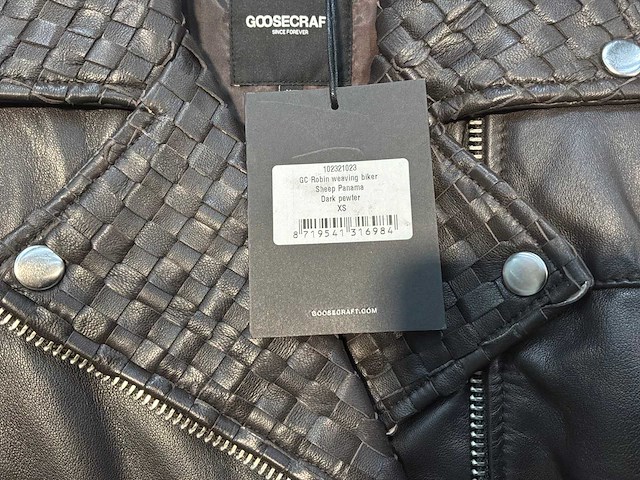 GOOSECRAF
SINCE FOREVER
102321023
GC Robin weaving biker
Sheep Panama
Dark pewter
XS
8 719541 316984
GOOSECRAFT.COM